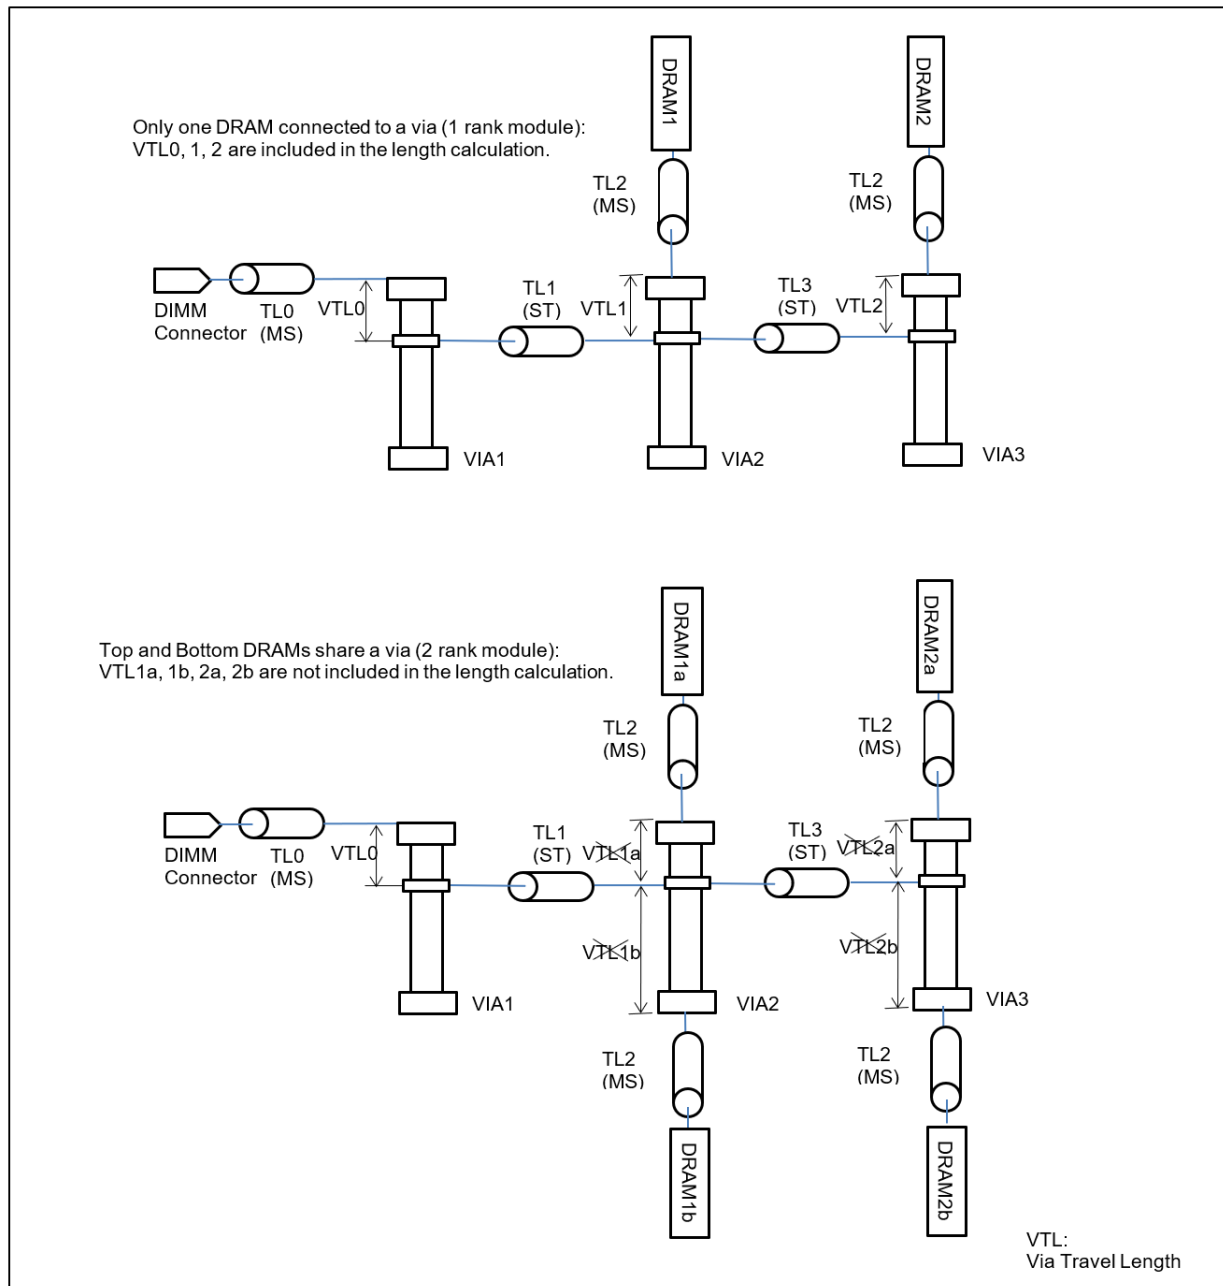 DRAM1
DRAM2
Only one DRAM connected to a via (1 rank module):
VTL0, 1, 2 are included in the length calculation.
TL2
(MS)
TL2
(MS)
DIMM
Connector
TL0
(MS)
VTL0
TL1
(ST)
VTL1
TL3
(ST)
VTL2
VIA1
VIA2
VIA3
DRAM1a
DRAM2a
Top and Bottom DRAMs share a via (2 rank module):
VTL1a, 1b, 2a, 2b are not included in the length calculation.
TL2
(MS)
TL2
(MS)
DIMM
Connector
TL0
(MS)
VTL0
TL1
(ST)
VTL1a
TL3
(ST)
VTL2a
VTL1b
VTL2b
VIA1
VIA2
VIA3
TL2
(MS)
TL2
(MS)
DRAM1b
DRAM2b
VTL:
Via Travel Length